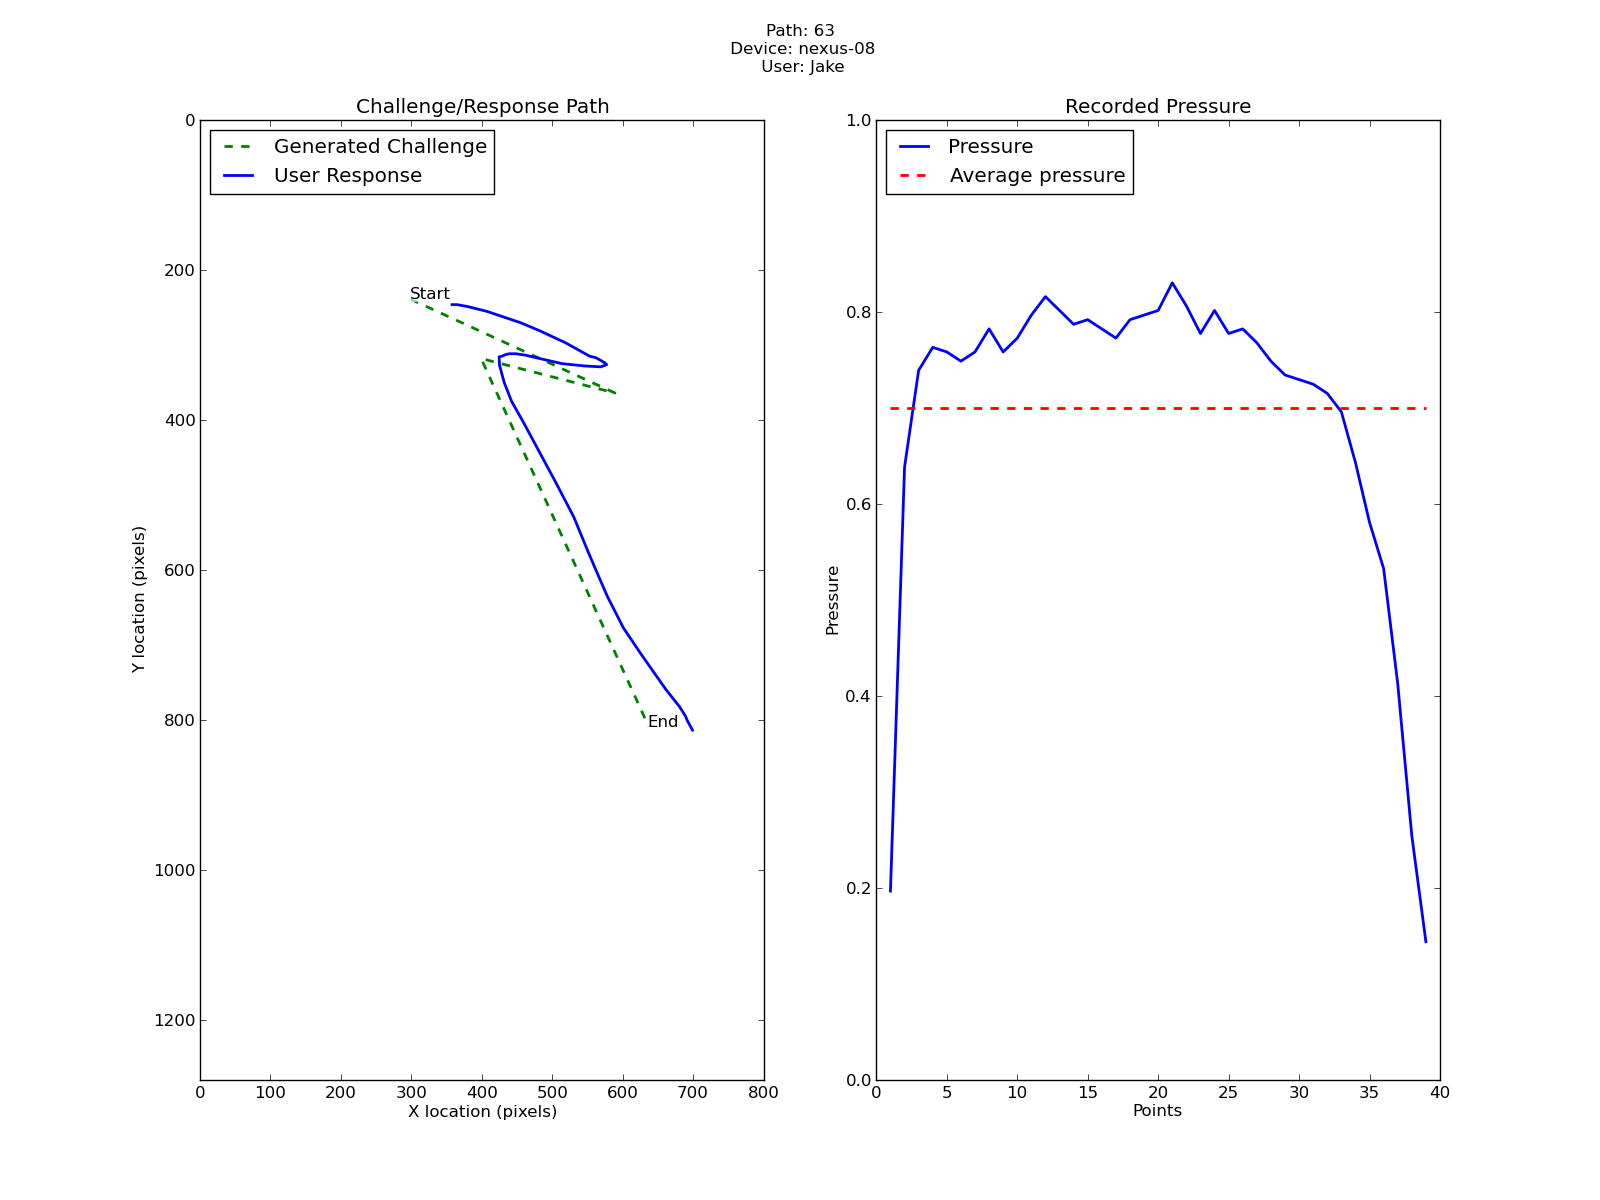 Path: 63
Device: nexus-08
User: Jake
Challenge/Response Path
Generated Challenge
User Response
Start
End
0
200
400
600
800
1000
1200
Y location (pixels)
0 100 200 300 400 500 600 700 800
X location (pixels)
Recorded Pressure
Pressure
Average pressure
1.0
0.8
0.6
0.4
0.2
0.0
Pressure
0 5 10 15 20 25 30 35 40
Points